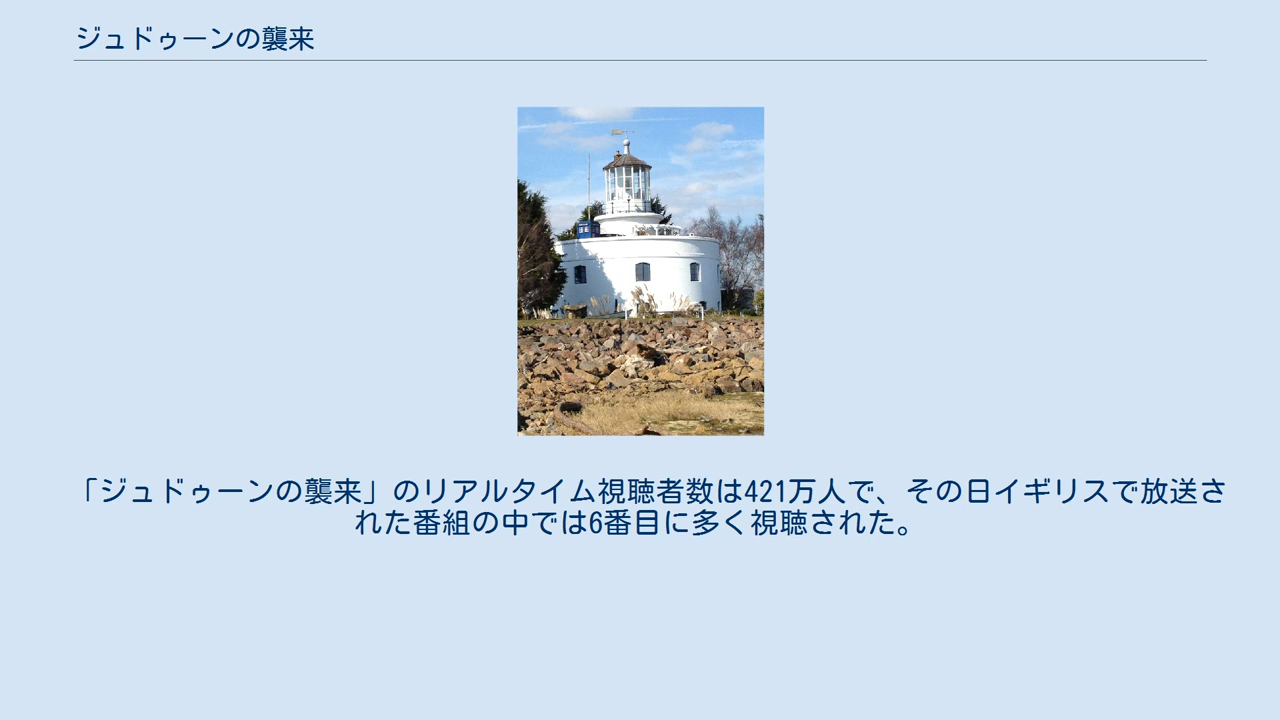 ジュドゥーンの襲来
「ジュドゥーンの襲来」のリアルタイム視聴者数は421万人で、その日イギリスで放送さ
れた番組の中では6番目に多く視聴された。